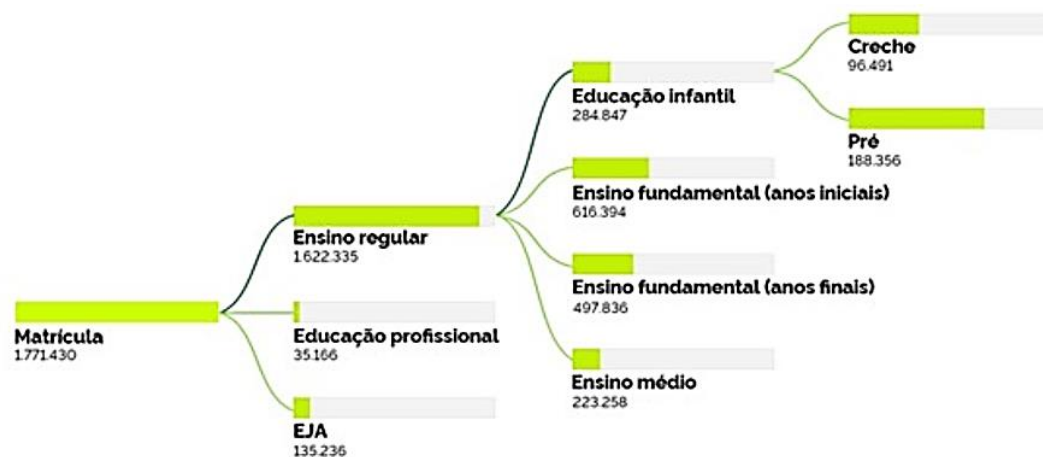 Matrícula
1.771.430
Ensino regular
1.622.335
Educação profissional
35.166
EJA
135.236
Educação infantil
284.847
Ensino fundamental (anos iniciais)
616.394
Ensino fundamental (anos finais)
497.836
Ensino médio
223.258
Creche
96.491
Pré
188.356